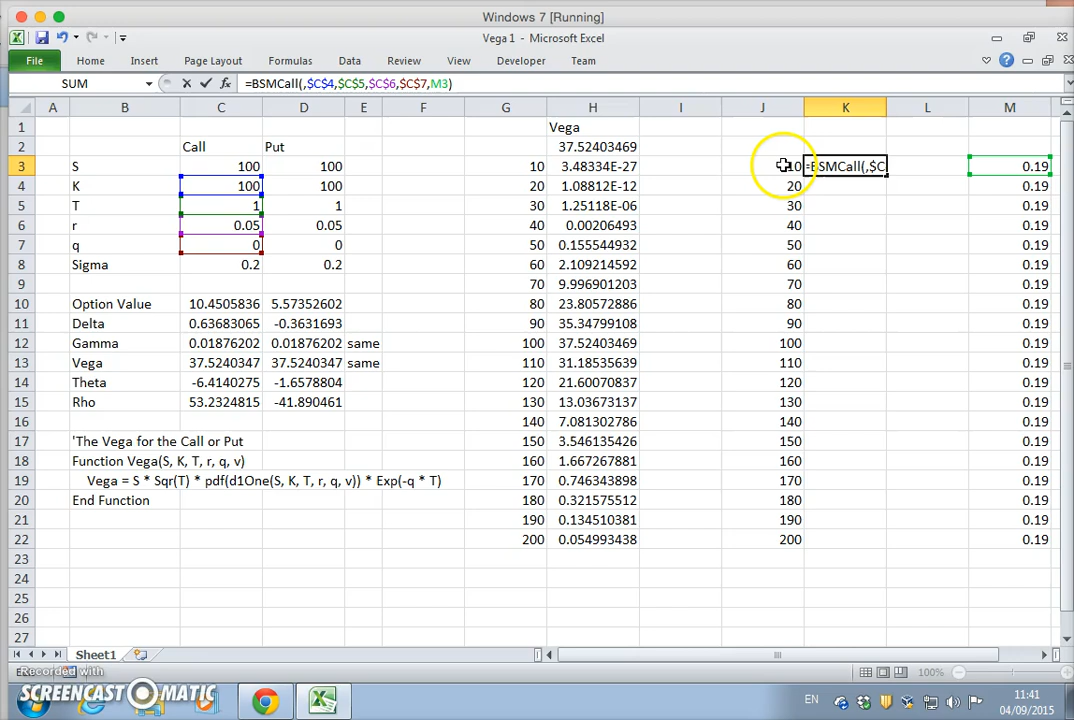 Windows 7 [Running]
Vega 1 - Microsoft Excel
File Home Insert Page Layout Formulas Data Review View Developer Team
SUM =BSMCall(,$C$4,$C$5,$C$6,$C$7,M3)
A B C D E F G H I J K L M
1 Vega
2 Call Put 37.52403469
3 S 100 100 10 3.48334E-27 10 =BSMCall(,$C 0.19
4 K 100 100 20 1.08812E-12 20 0.19
5 T 1 1 30 1.25118E-06 30 0.19
6 r 0.05 0.05 40 0.00206493 40 0.19
7 q 0 0 50 0.155544932 50 0.19
8 Sigma 0.2 0.2 60 2.109214592 60 0.19
9 70 9.996901203 70 0.19
10 Option Value 10.4505836 5.57352602 80 23.80572886 80 0.19
11 Delta 0.63683065 -0.3631693 90 35.34799108 90 0.19
12 Gamma 0.01876202 0.01876202 same 100 37.52403469 100 0.19
13 Vega 37.5240347 37.5240347 same 110 31.18535639 110 0.19
14 Theta -6.4140275 -1.6578804 120 21.60070837 120 0.19
15 Rho 53.2324815 -41.890461 130 13.03673137 130 0.19
16 140 7.081302786 140 0.19
17 'The Vega for the Call or Put 150 3.546135426 150 0.19
18 Function Vega(S, K, T, r, q, v) 160 1.667267881 160 0.19
19 Vega = S * Sqr(T) * pdf(d1One(S, K, T, r, q, v)) * Exp(-q * T) 170 0.746343898 170 0.19
20 End Function 180 0.321575512 180 0.19
21 190 0.134510381 190 0.19
22 200 0.054993438 200 0.19
23
24
25
26
27
Sheet1
Recorded with
100%
SCREENCAST MATIC
EN
11:41
04/09/2015